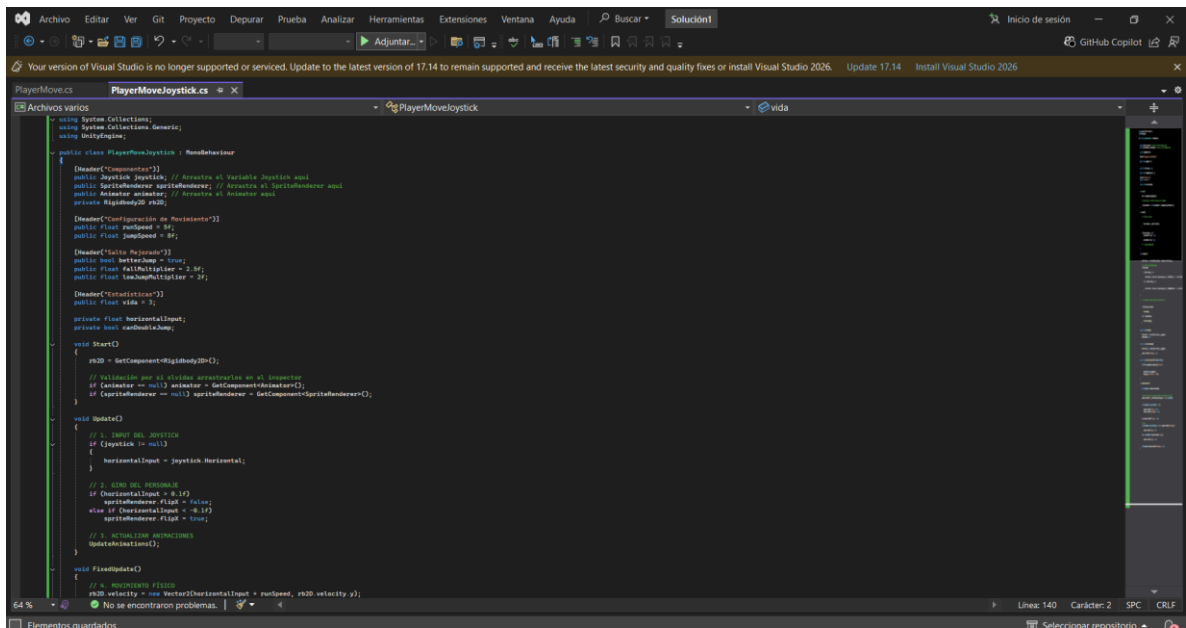 Archivo Editar Ver Git Proyecto Depurar Prueba Analizar Herramientas Extensiones Ventana Ayuda Buscar Solución1 Inicio de sesión
Adjuntar... GitHub Copilot
Your version of Visual Studio is no longer supported or serviced. Update to the latest version of 17.14 to remain supported and receive the latest security and quality fixes or install Visual Studio 2026. Update 17.14 Install Visual Studio 2026
PlayerMove.cs PlayerMoveJoystick.cs
Archivos varios PlayerMoveJoystick vida
using System.Collections;
using System.Collections.Generic;
using UnityEngine;
public class PlayerMoveJoystick : MonoBehaviour
{
[Header("Componentes")]
public Joystick joystick; // Arrastra el Variable Joystick aquí
public SpriteRenderer spriteRenderer; // Arrastra el SpriteRenderer aquí
public Animator animator; // Arrastra el Animator aquí
private Rigidbody2D rb2D;
[Header("Configuración de Movimiento")]
public float runSpeed = 5f;
public float jumpSpeed = 8f;
[Header("Salto Mejorado")]
public bool betterJump = true;
public float fallMultiplier = 2.5f;
public float lowJumpMultiplier = 2f;
[Header("Estadísticas")]
public float vida = 3;
private float horizontalInput;
private bool canDoubleJump;
void Start()
{
rb2D = GetComponent<Rigidbody2D>();
// Validación por si olvidas arrastrarlos en el inspector
if (animator == null) animator = GetComponent<Animator>();
if (spriteRenderer == null) spriteRenderer = GetComponent<SpriteRenderer>();
}
void Update()
{
// 1. INPUT DEL JOYSTICK
if (joystick != null)
{
horizontalInput = joystick.Horizontal;
}
// 2. GIRO DEL PERSONAJE
if (horizontalInput > 0.1f)
spriteRenderer.flipX = false;
else if (horizontalInput < -0.1f)
spriteRenderer.flipX = true;
// 3. ACTUALIZAR ANIMACIONES
UpdateAnimations();
}
void FixedUpdate()
{
// 4. MOVIMIENTO FÍSICO
rb2D.velocity = new Vector2(horizontalInput * runSpeed, rb2D.velocity.y);
64 % No se encontraron problemas. Línea: 140 Carácter: 2 SPC CRLF
Elementos guardados Seleccionar repositorio